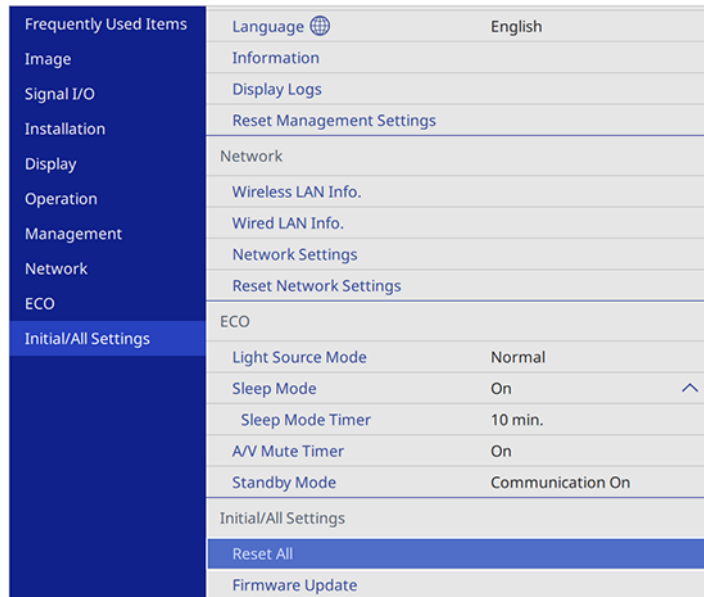 Frequently Used Items
Image
Signal I/O
Installation
Display
Operation
Management
Network
ECO
Initial/All Settings
Language English
Information
Display Logs
Reset Management Settings
Network
Wireless LAN Info.
Wired LAN Info.
Network Settings
Reset Network Settings
ECO
Light Source Mode Normal
Sleep Mode On
Sleep Mode Timer 10 min.
A/V Mute Timer On
Standby Mode Communication On
Initial/All Settings
Reset All
Firmware Update